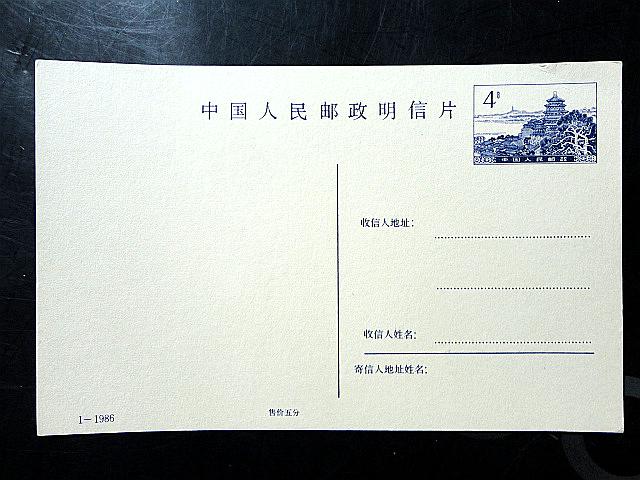 中国人民邮政明信片
4分
中国人民邮政
收信人地址：
收信人姓名：
寄信人地址姓名：
1－1986
售价五分